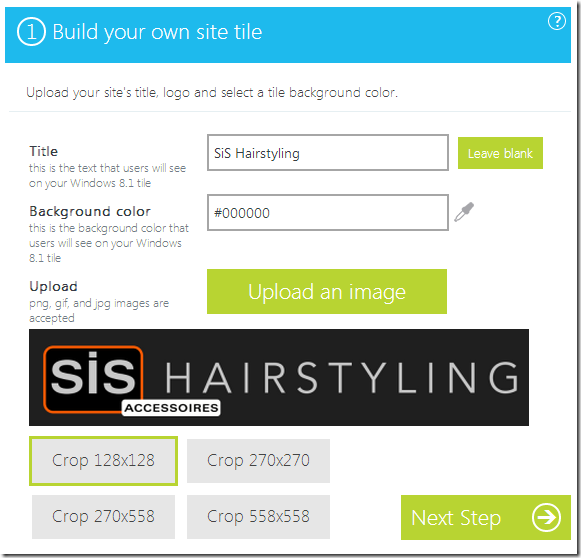 1 Build your own site tile
?
Upload your site's title, logo and select a tile background color.
Title
this is the text that users will see
on your Windows 8.1 tile
SiS Hairstyling
Leave blank
Background color
this is the background color that
users will see on your Windows
8.1 tile
#000000
Upload
png, gif, and jpg images are
accepted
Upload an image
sis HAIRSTYLING
ACCESSOIRES
Crop 128x128
Crop 270x270
Crop 270x558
Crop 558x558
Next Step